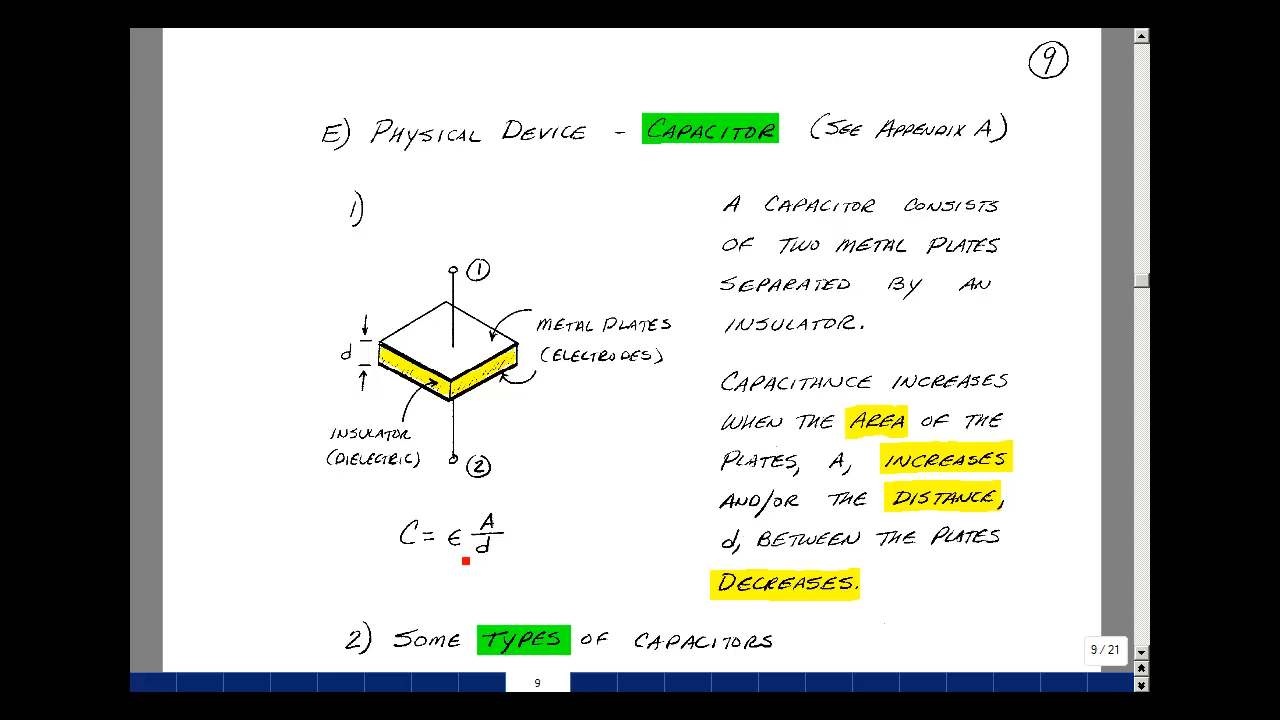 9
E) PHYSICAL DEVICE - CAPACITOR (SEE APPENDIX A)
1)
1
METAL PLATES
(ELECTRODES)
d
INSULATOR
(DIELECTRIC)
2
C = ϵ A/d
A CAPACITOR CONSISTS
OF TWO METAL PLATES
SEPARATED BY AN
INSULATOR.
CAPACITANCE INCREASES
WHEN THE AREA OF THE
PLATES, A, INCREASES
AND/OR THE DISTANCE,
d, BETWEEN THE PLATES
DECREASES.
2) SOME TYPES OF CAPACITORS
9 / 21
9